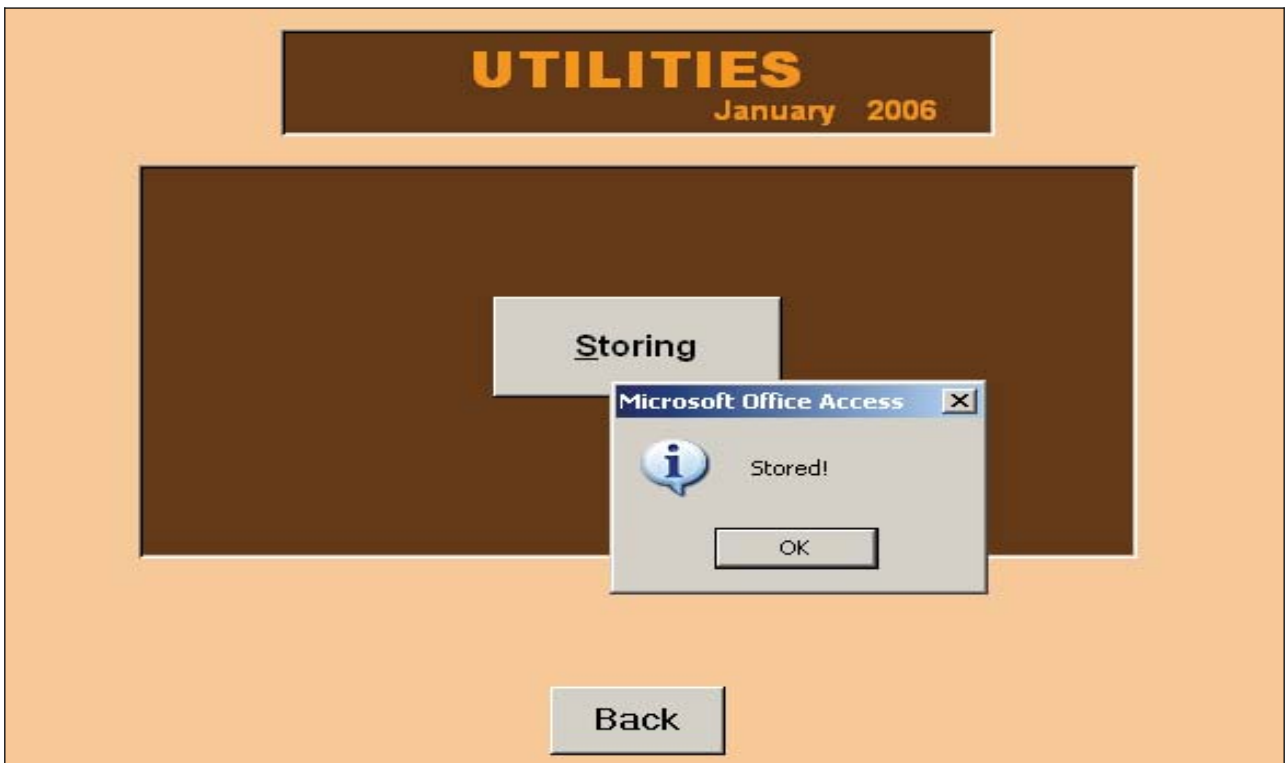 UTILITIES
January 2006
Storing
Microsoft Office Access
Stored!
OK
Back